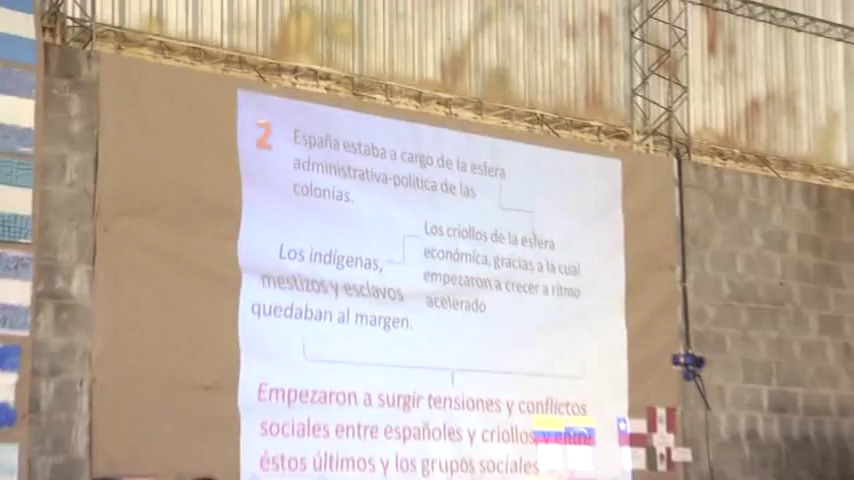 2
España estaba a cargo de la esfera
administrativa-política de las
colonias.
Los criollos de la esfera
económica, gracias a la cual
empezaron a crecer a ritmo
acelerado
Los indígenas,
mestizos y esclavos
quedaban al margen.
Empezaron a surgir tensiones y conflictos
sociales entre españoles y criollos y entre
éstos últimos y los grupos sociales